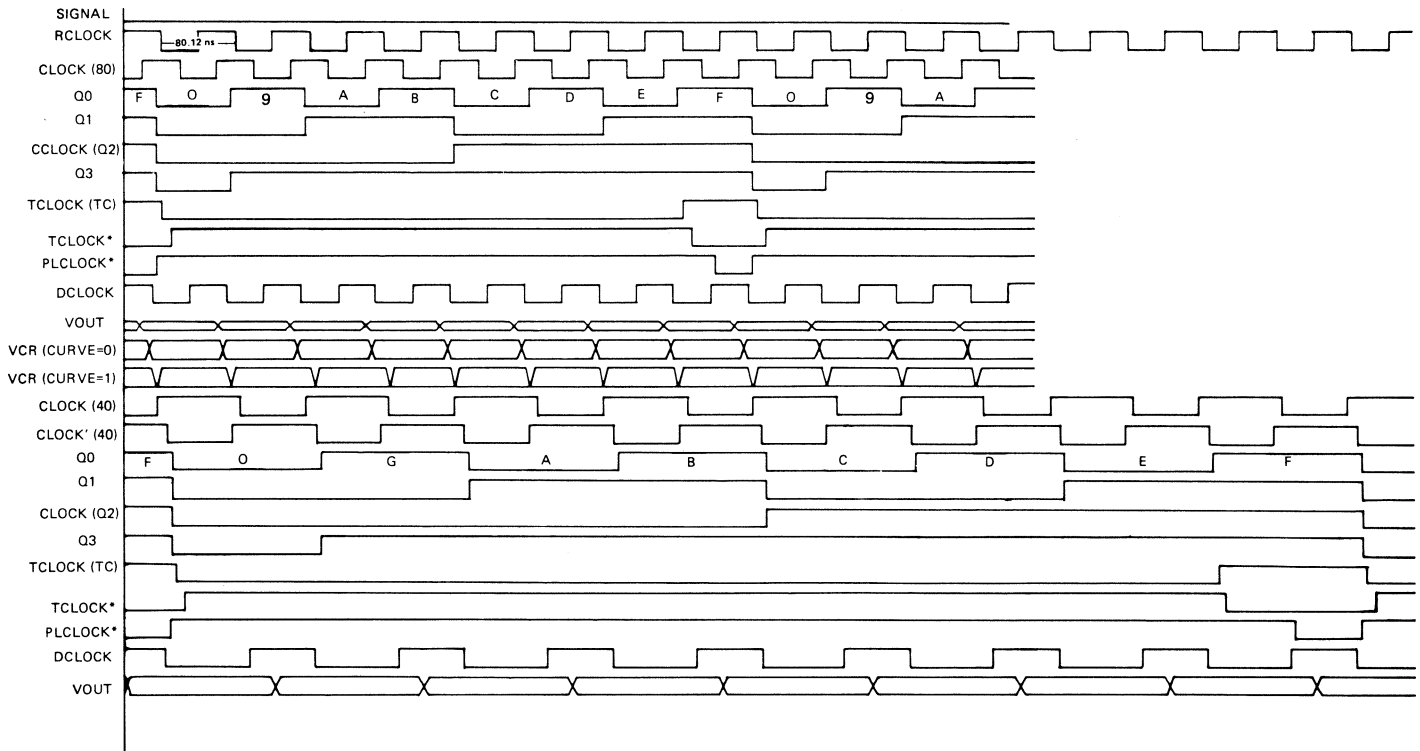 SIGNAL
RCLOCK
80.12 ns
CLOCK (80)
Q0 F O 9 A B C D E F O 9 A
Q1
CCLOCK (Q2)
Q3
TCLOCK (TC)
TCLOCK*
PLCLOCK*
DCLOCK
VOUT
VCR (CURVE=0)
VCR (CURVE=1)
CLOCK (40)
CLOCK' (40)
Q0 F O G A B C D E F
Q1
CLOCK (Q2)
Q3
TCLOCK (TC)
TCLOCK*
PLCLOCK*
DCLOCK
VOUT